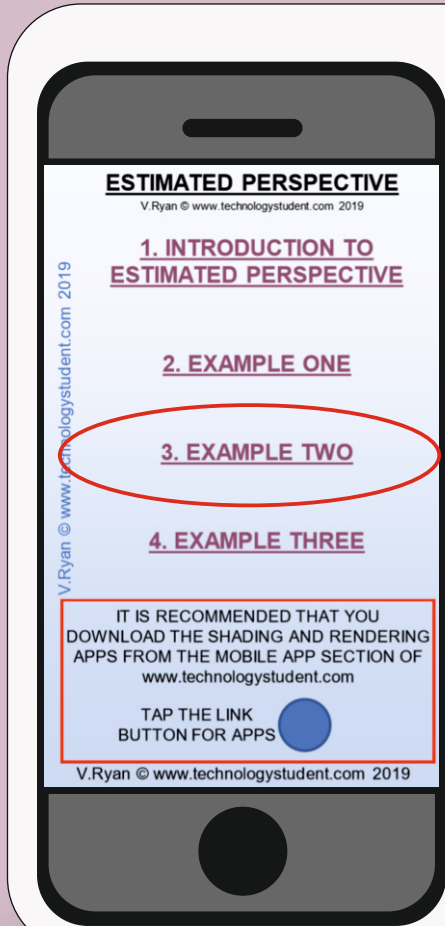 ESTIMATED PERSPECTIVE
V.Ryan © www.technologystudent.com 2019
1. INTRODUCTION TO
ESTIMATED PERSPECTIVE
2. EXAMPLE ONE
3. EXAMPLE TWO
4. EXAMPLE THREE
V.Ryan © www.technologystudent.com 2019
IT IS RECOMMENDED THAT YOU
DOWNLOAD THE SHADING AND RENDERING
APPS FROM THE MOBILE APP SECTION OF
www.technologystudent.com
TAP THE LINK
BUTTON FOR APPS
V.Ryan © www.technologystudent.com 2019